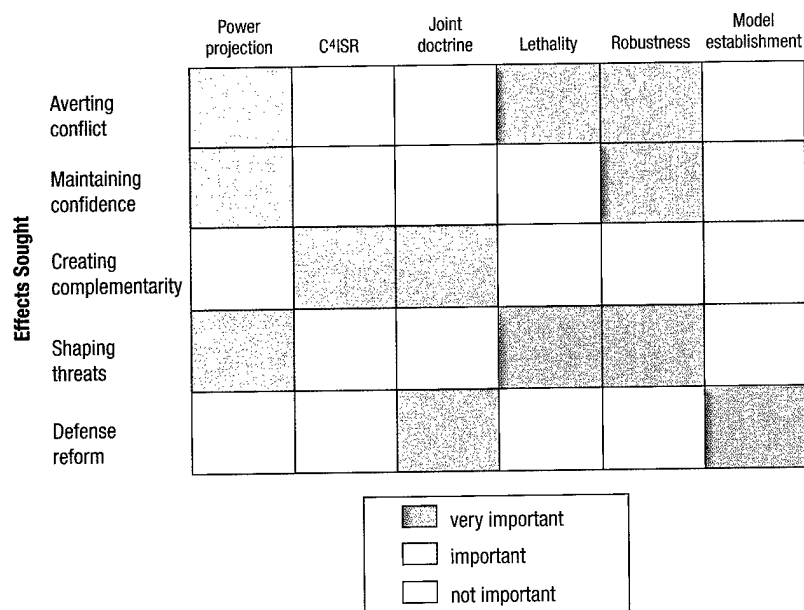 Power projection
C⁴ISR
Joint doctrine
Lethality
Robustness
Model establishment
Effects Sought
Averting conflict
Maintaining confidence
Creating complementarity
Shaping threats
Defense reform
very important
important
not important